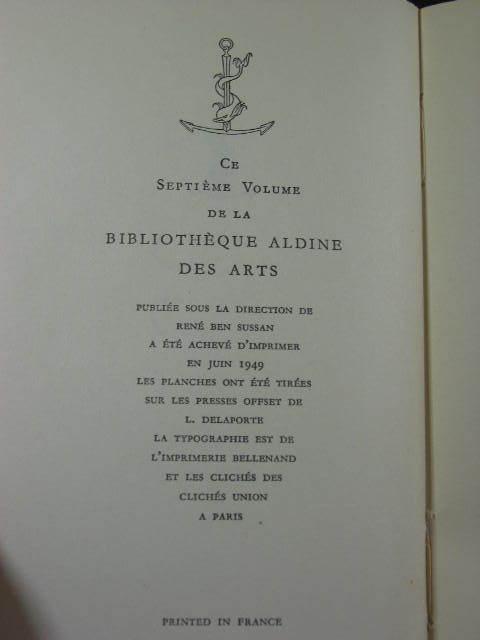 Ce
Septième Volume
de la
BIBLIOTHÈQUE ALDINE
DES ARTS
PUBLIÉE SOUS LA DIRECTION DE
RENÉ BEN SUSSAN
A ÉTÉ ACHEVÉ D'IMPRIMER
EN JUIN 1949
LES PLANCHES ONT ÉTÉ TIRÉES
SUR LES PRESSES OFFSET DE
L. DELAPORTE
LA TYPOGRAPHIE EST DE
L'IMPRIMERIE BELLENAND
ET LES CLICHÉS DES
CLICHÉS UNION
A PARIS
PRINTED IN FRANCE